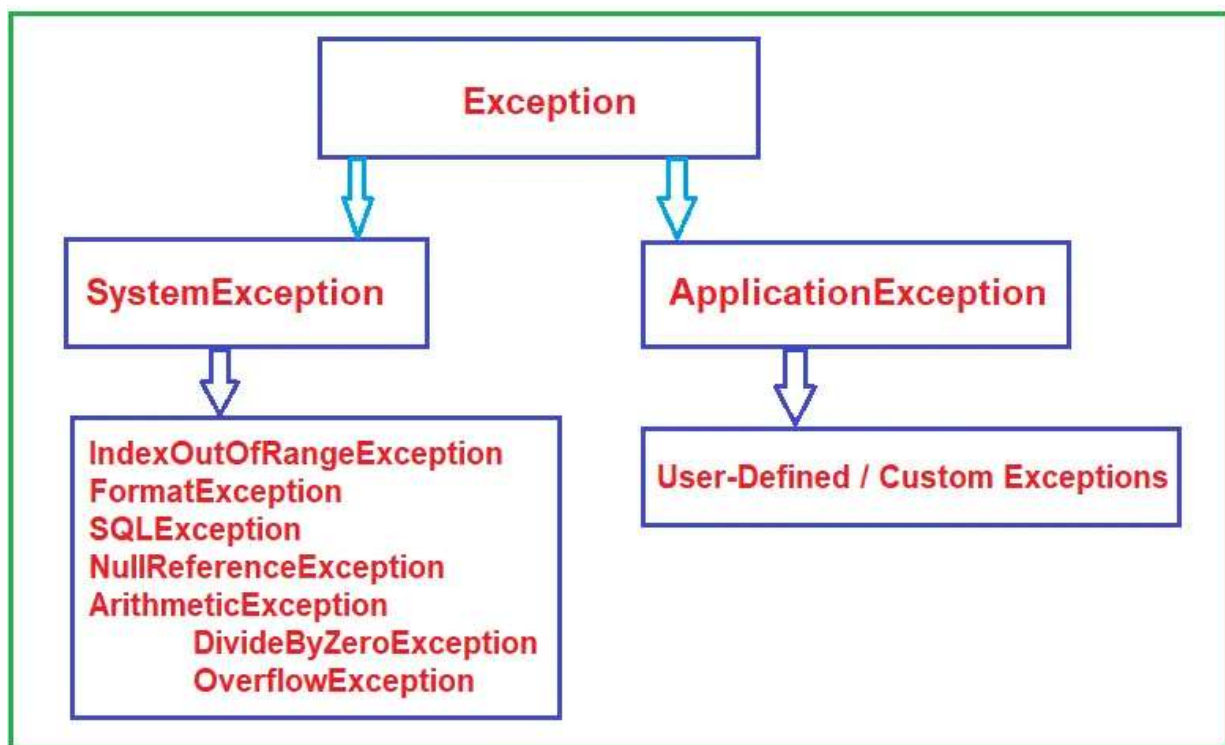 Exception
SystemException
ApplicationException
IndexOutOfRangeException
FormatException
SQLException
NullReferenceException
ArithmeticException
DivideByZeroException
OverflowException
User-Defined / Custom Exceptions